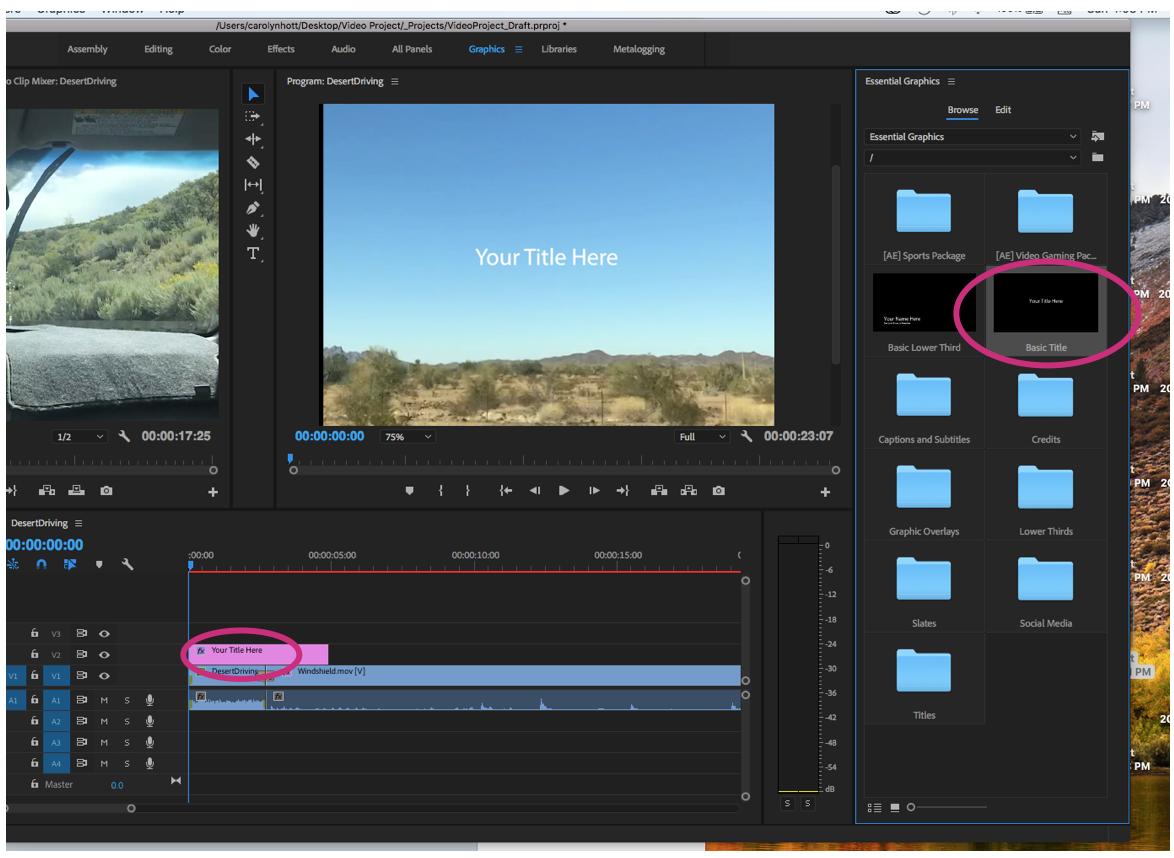 /Users/carolynhott/Desktop/Video Project/_Projects/VideoProject_Draft.prproj *
Assembly Editing Color Effects Audio All Panels Graphics Libraries Metalogging
o Clip Mixer: DesertDriving
Program: DesertDriving
Essential Graphics
Browse Edit
Essential Graphics
/
[AE] Sports Package [AE] Video Gaming Pac...
Your Title Here
Your Title Here
Your Name Here
Basic Lower Third Basic Title
Captions and Subtitles Credits
1/2 00:00:17:25
00:00:00:00 75% Full 00:00:23:07
Graphic Overlays Lower Thirds
DesertDriving
00:00:00:00
:00:00 00:00:05:00 00:00:10:00 00:00:15:00
Slates Social Media
V3
V2 Your Title Here
V1 V1 DesertDriving Windshield.mov [V]
A1 A1 M S
A2 M S
A3 M S
A4 M S
Master 0.0
0
-6
-12
-18
-24
-30
-36
-42
-48
-54
dB
S S
Titles
PM
PM 20
PM 20
PM 20
PM 20
PM 20
PM
20
PM